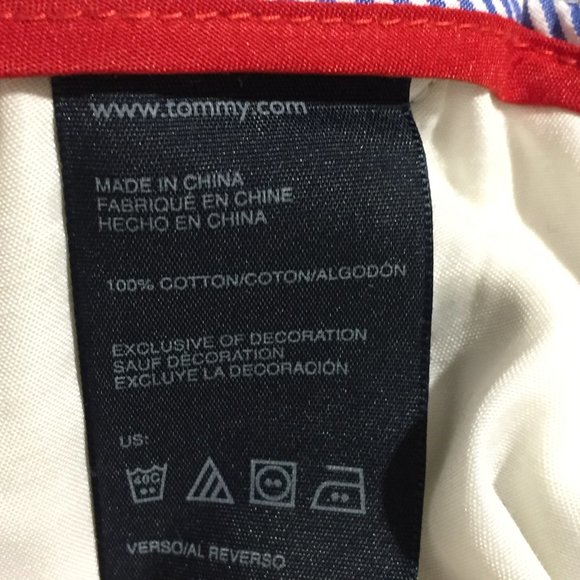 www.tommy.com
MADE IN CHINA
FABRIQUÉ EN CHINE
HECHO EN CHINA
100% COTTON/COTON/ALGODÓN
EXCLUSIVE OF DECORATION
SAUF DÉCORATION
EXCLUYE LA DECORACIÓN
US:
40C
VERSO/AL REVERSO